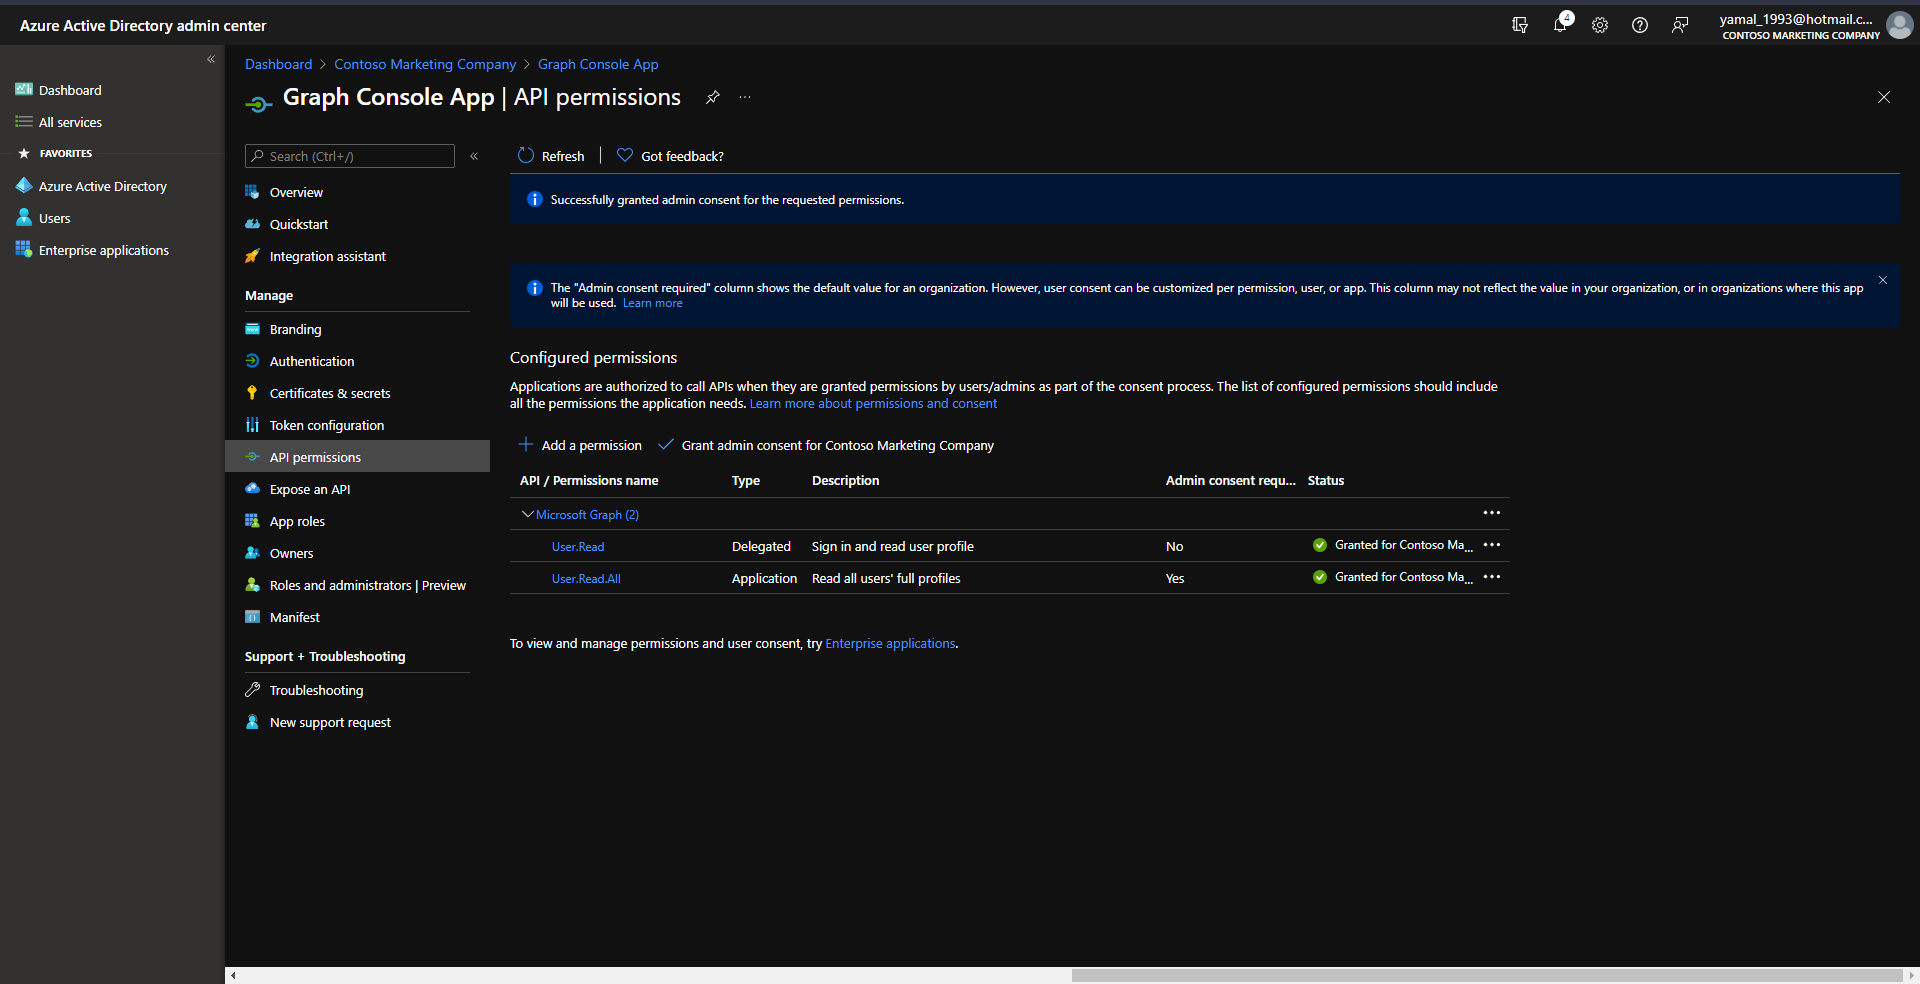 Azure Active Directory admin center
4
yamal_1993@hotmail.c...
CONTOSO MARKETING COMPANY
Dashboard
All services
FAVORITES
Azure Active Directory
Users
Enterprise applications
Dashboard > Contoso Marketing Company > Graph Console App
Graph Console App | API permissions
Search (Ctrl+/)
Overview
Quickstart
Integration assistant
Manage
Branding
Authentication
Certificates & secrets
Token configuration
API permissions
Expose an API
App roles
Owners
Roles and administrators | Preview
Manifest
Support + Troubleshooting
Troubleshooting
New support request
Refresh | Got feedback?
Successfully granted admin consent for the requested permissions.
The "Admin consent required" column shows the default value for an organization. However, user consent can be customized per permission, user, or app. This column may not reflect the value in your organization, or in organizations where this app
will be used. Learn more
Configured permissions
Applications are authorized to call APIs when they are granted permissions by users/admins as part of the consent process. The list of configured permissions should include
all the permissions the application needs. Learn more about permissions and consent
Add a permission Grant admin consent for Contoso Marketing Company
API / Permissions name Type Description Admin consent requ... Status
Microsoft Graph (2)
User.Read Delegated Sign in and read user profile No Granted for Contoso Ma...
User.Read.All Application Read all users' full profiles Yes Granted for Contoso Ma...
To view and manage permissions and user consent, try Enterprise applications.